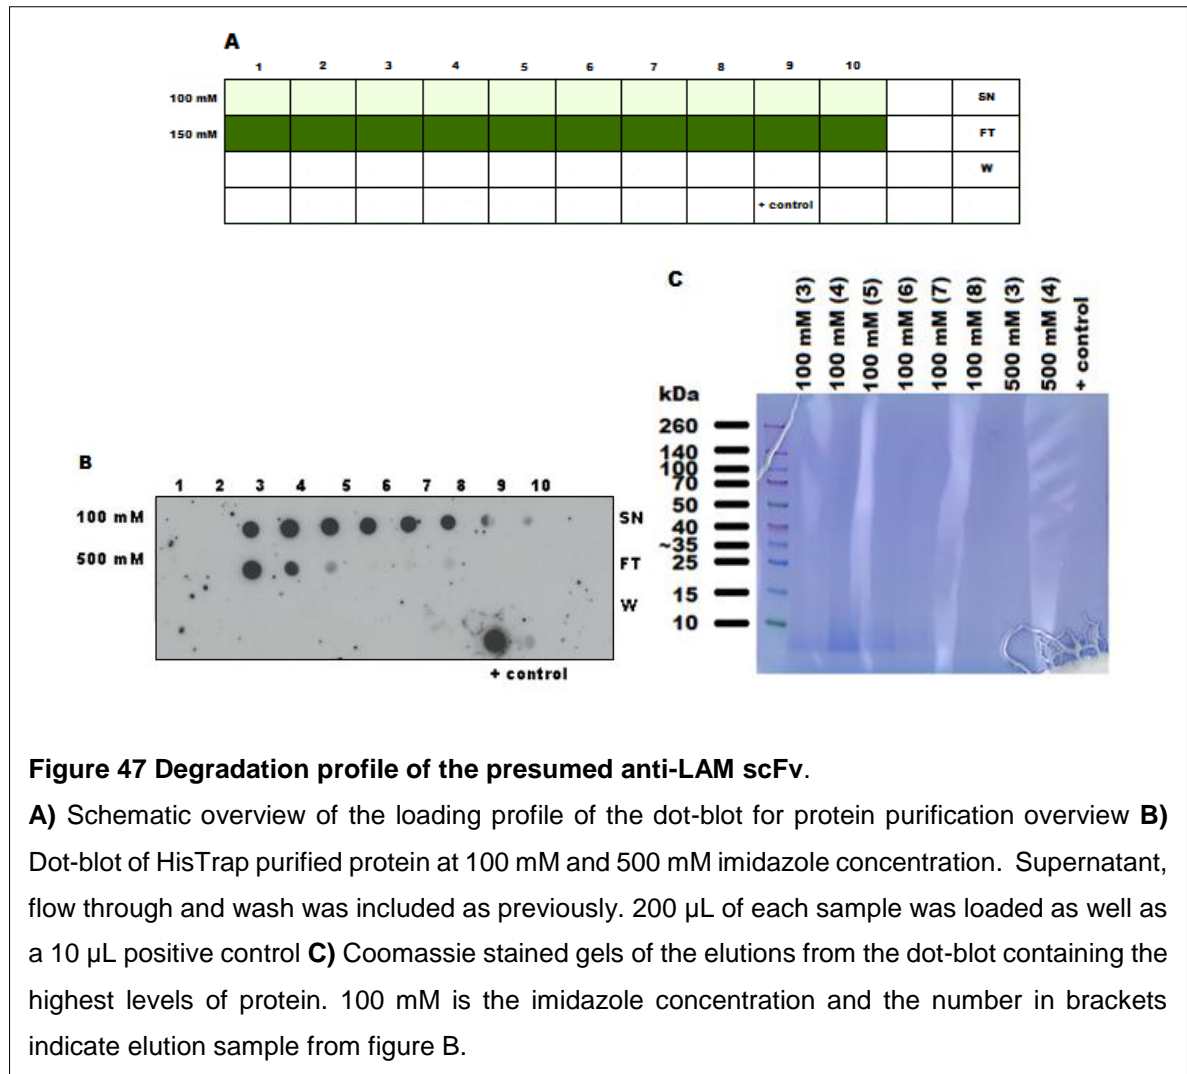 A
1 2 3 4 5 6 7 8 9 10
100 mM SN
150 mM FT
W
+ control
C
100 mM (3)
100 mM (4)
100 mM (5)
100 mM (6)
100 mM (7)
100 mM (8)
500 mM (3)
500 mM (4)
+ control
kDa
260
140
100
70
50
40
~35
25
15
10
B
1 2 3 4 5 6 7 8 9 10
100 mM SN
500 mM FT
W
+ control
Figure 47 Degradation profile of the presumed anti-LAM scFv.
A) Schematic overview of the loading profile of the dot-blot for protein purification overview B)
Dot-blot of HisTrap purified protein at 100 mM and 500 mM imidazole concentration. Supernatant,
flow through and wash was included as previously. 200 µL of each sample was loaded as well as
a 10 µL positive control C) Coomassie stained gels of the elutions from the dot-blot containing the
highest levels of protein. 100 mM is the imidazole concentration and the number in brackets
indicate elution sample from figure B.